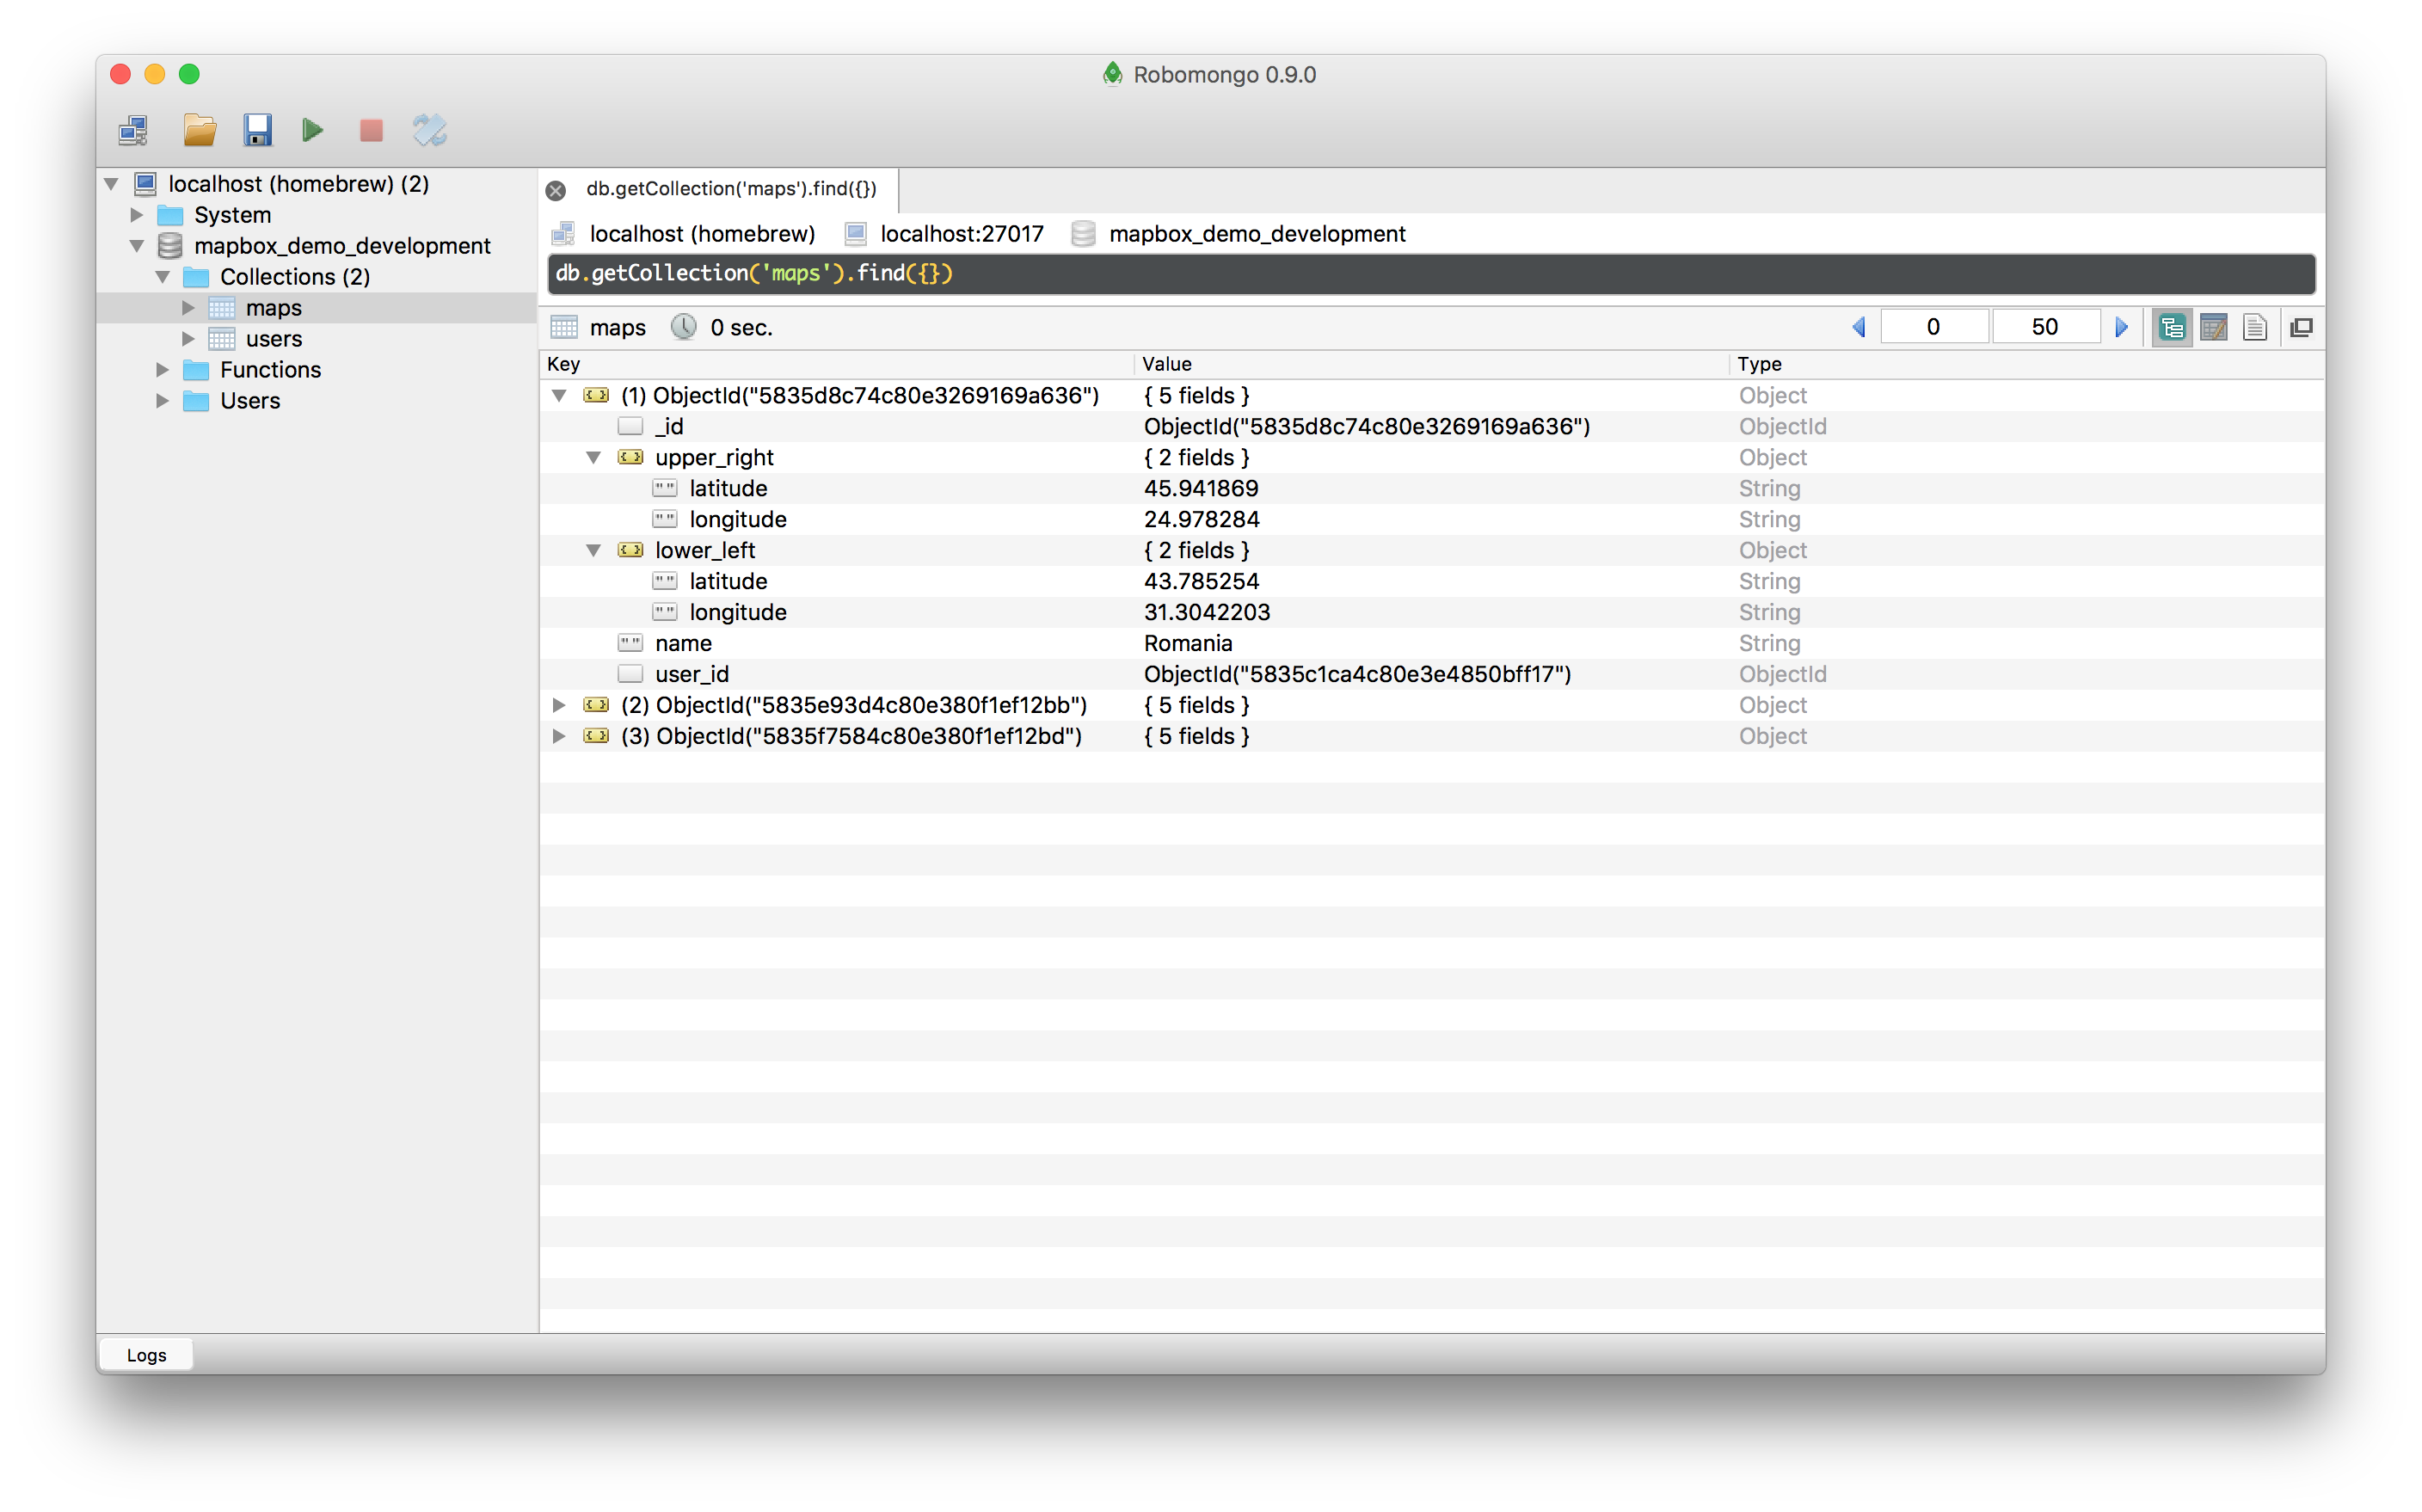 Robomongo 0.9.0
localhost (homebrew) (2)
System
mapbox_demo_development
Collections (2)
maps
users
Functions
Users
db.getCollection('maps').find({})
localhost (homebrew) localhost:27017 mapbox_demo_development
db.getCollection('maps').find({})
maps 0 sec. 0 50
Key Value Type
(1) ObjectId("5835d8c74c80e3269169a636") { 5 fields } Object
_id ObjectId("5835d8c74c80e3269169a636") ObjectId
upper_right { 2 fields } Object
latitude 45.941869 String
longitude 24.978284 String
lower_left { 2 fields } Object
latitude 43.785254 String
longitude 31.3042203 String
name Romania String
user_id ObjectId("5835c1ca4c80e3e4850bff17") ObjectId
(2) ObjectId("5835e93d4c80e380f1ef12bb") { 5 fields } Object
(3) ObjectId("5835f7584c80e380f1ef12bd") { 5 fields } Object
Logs